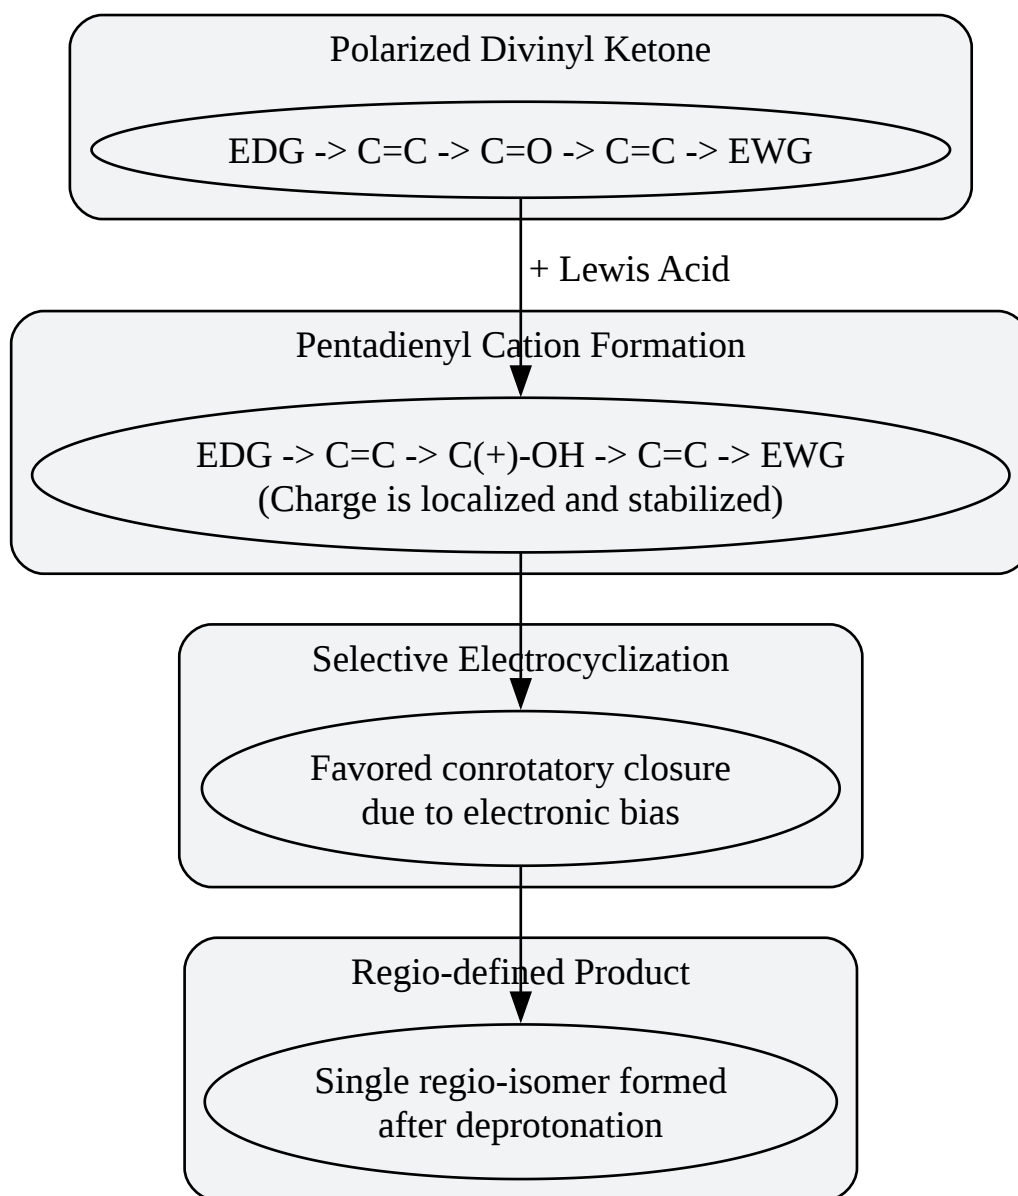 Polarized Divinyl Ketone
EDG -> C=C -> C=O -> C=C -> EWG
+ Lewis Acid
Pentadienyl Cation Formation
EDG -> C=C -> C(+)-OH -> C=C -> EWG
(Charge is localized and stabilized)
Selective Electrocyclization
Favored conrotatory closure
due to electronic bias
Regio-defined Product
Single regio-isomer formed
after deprotonation